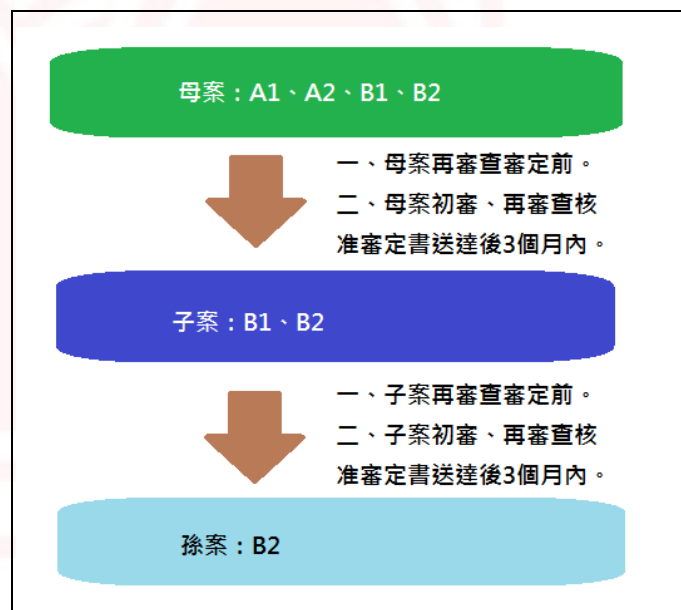 母案：A1、A2、B1、B2
一、母案再審查審定前。
二、母案初審、再審查核
准審定書送達後3個月內。
子案：B1、B2
一、子案再審查審定前。
二、子案初審、再審查核
准審定書送達後3個月內。
孫案：B2